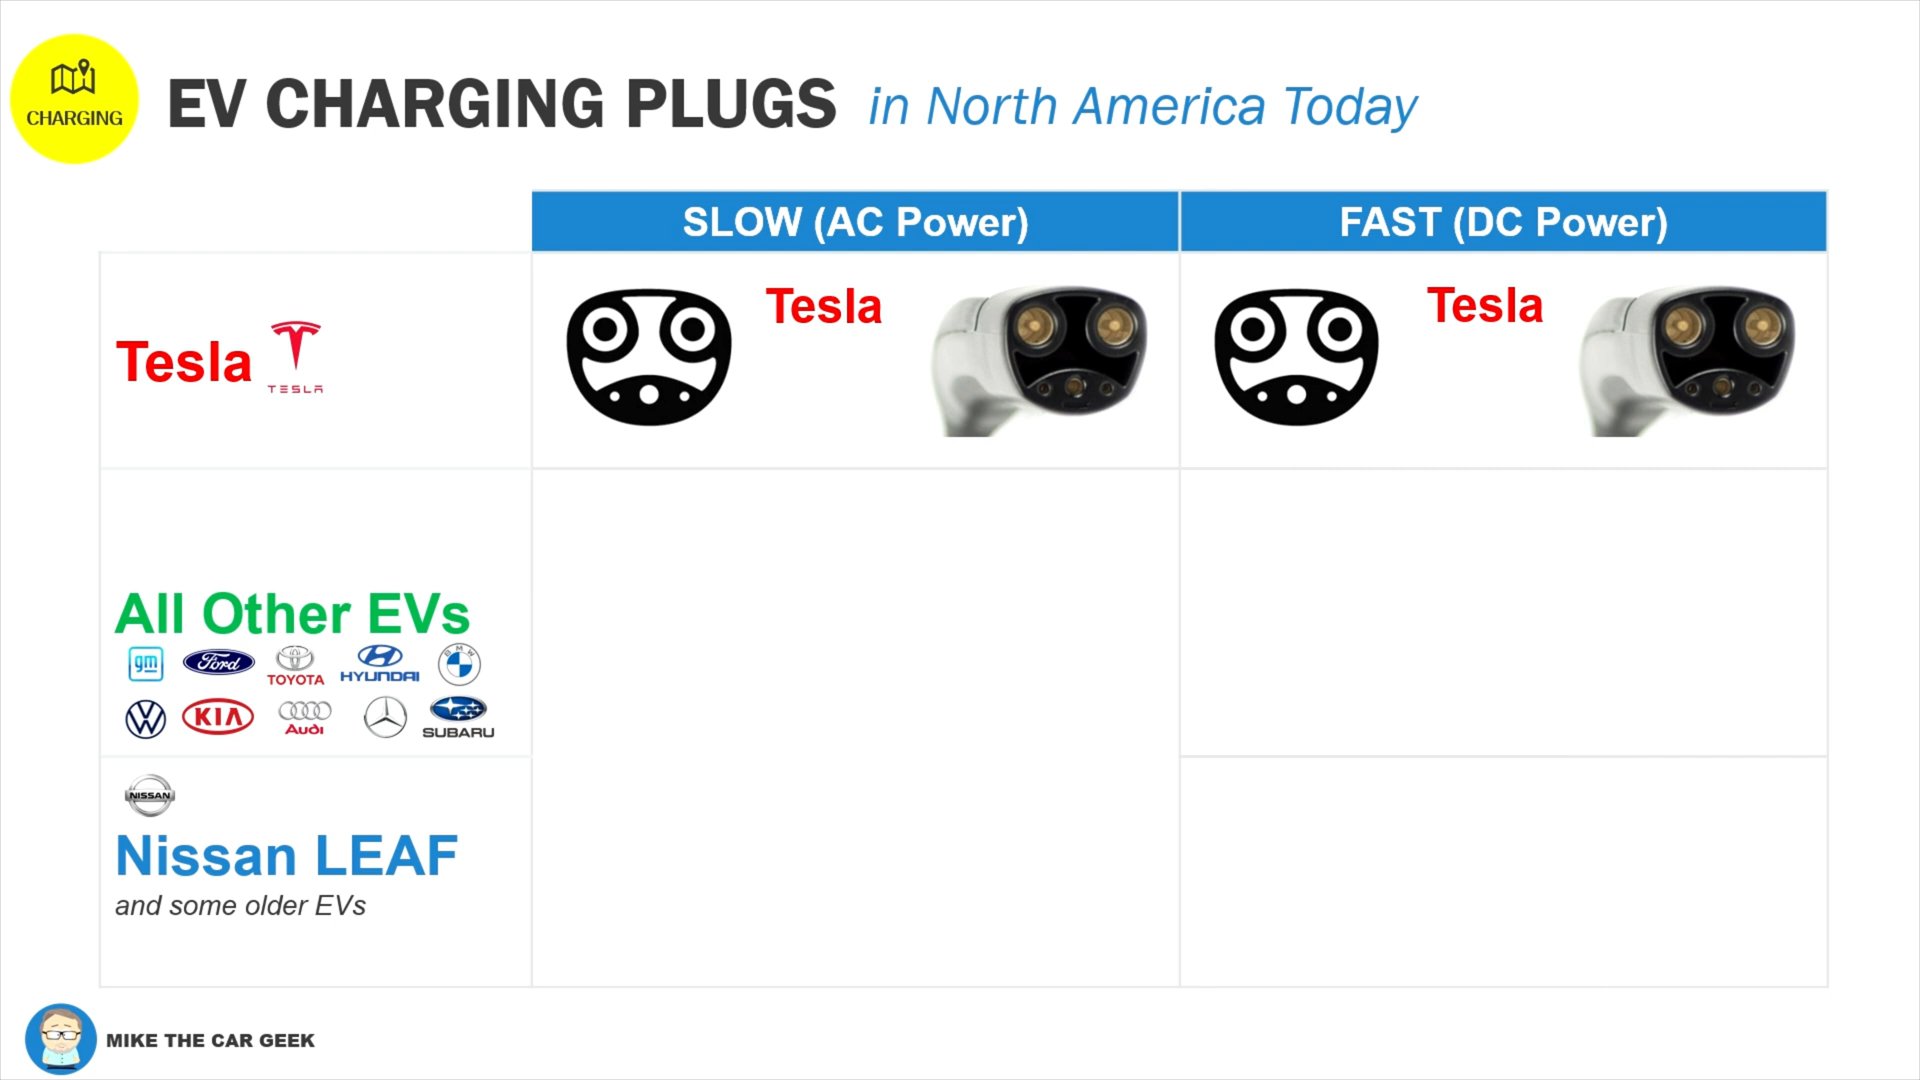 CHARGING
EV CHARGING PLUGS in North America Today
SLOW (AC Power)
FAST (DC Power)
Tesla
TESLA
Tesla
Tesla
All Other EVs
gm
Ford
TOYOTA
HYUNDAI
BMW
VW
KIA
Audi
SUBARU
NISSAN
Nissan LEAF
and some older EVs
MIKE THE CAR GEEK